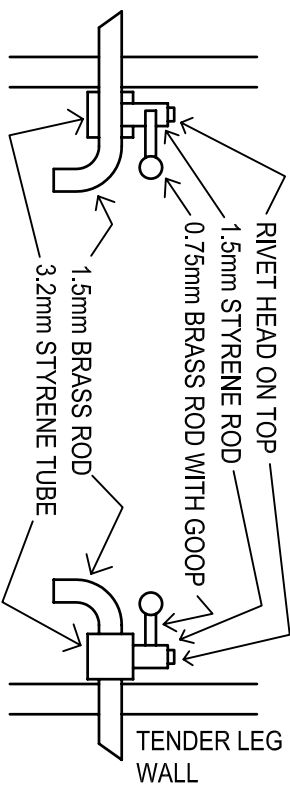 RIVET HEAD ON TOP
1.5mm STYRENE ROD
0.75mm BRASS ROD WITH GOOP
1.5mm BRASS ROD
3.2mm STYRENE TUBE
TENDER LEG
WALL